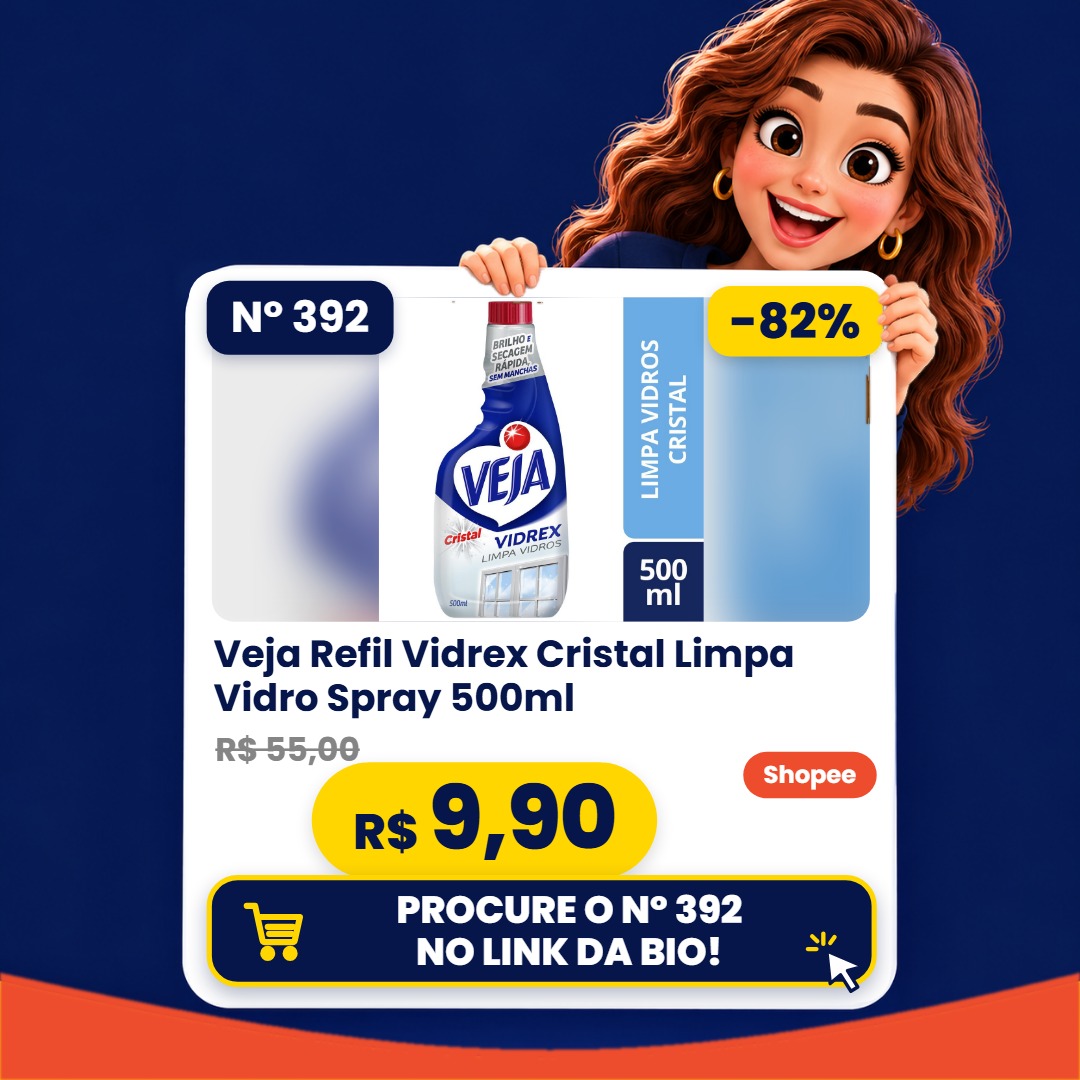 Nº 392
-82%
BRILHO E
SECAGEM
RÁPIDA,
SEM MANCHAS
VEJA
Cristal
VIDREX
LIMPA VIDROS
500ml
LIMPA VIDROS
CRISTAL
500
ml
Veja Refil Vidrex Cristal Limpa
Vidro Spray 500ml
R$ 55,00
Shopee
R$ 9,90
PROCURE O Nº 392
NO LINK DA BIO!